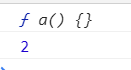 ƒ a() {}
2